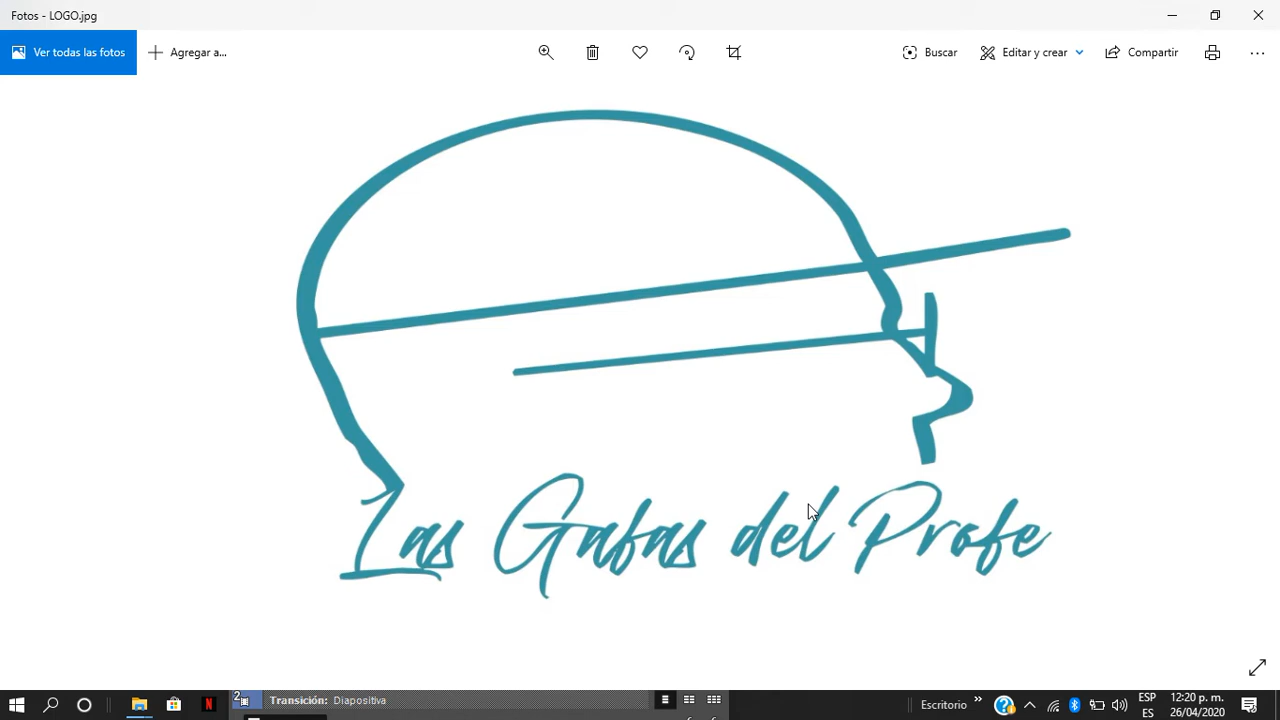 Fotos - LOGO.jpg
Ver todas las fotos
Agregar a...
Buscar
Editar y crear
Compartir
Las Gafas del Profe
2
Transición: Diapositiva
Escritorio
»
ESP
ES
12:20 p. m.
26/04/2020